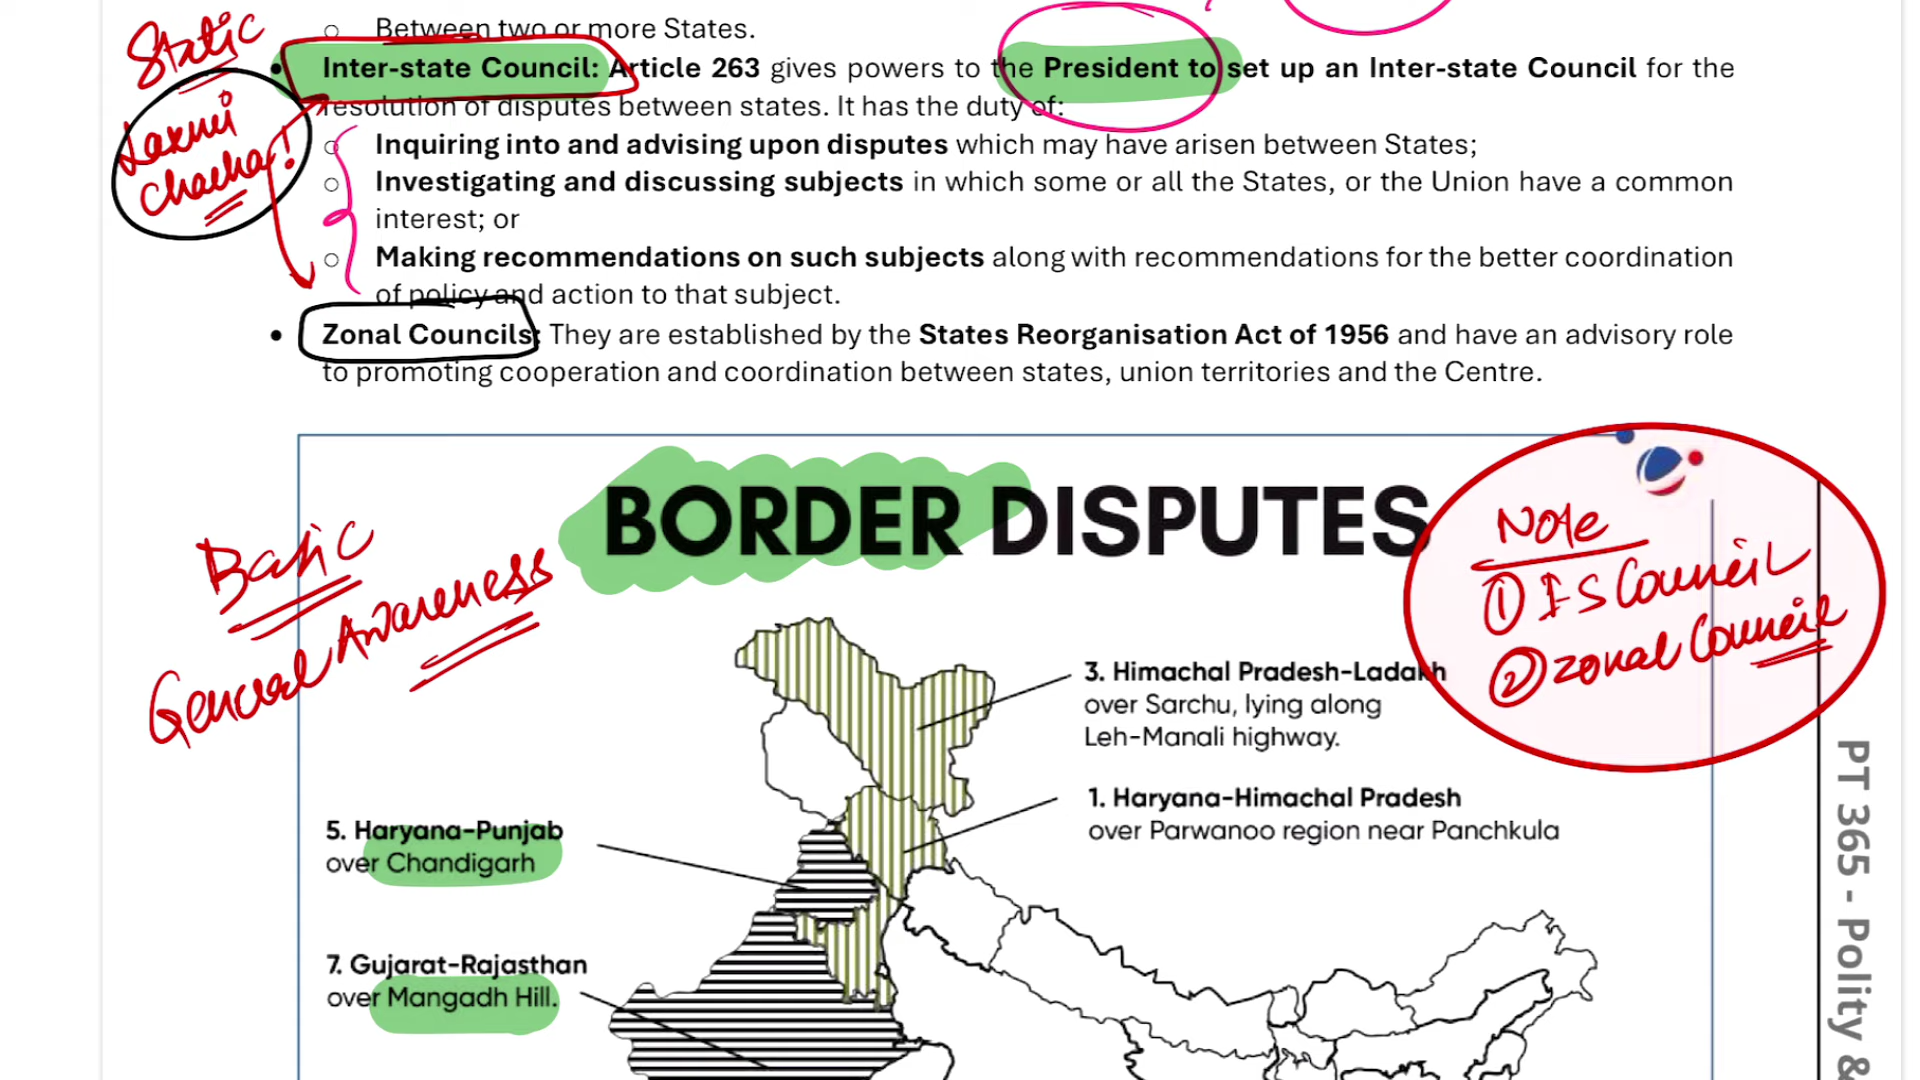 Between two or more States.
Static
Inter-state Council: Article 263 gives powers to the President to set up an Inter-state Council for the
resolution of disputes between states. It has the duty of:
Laxmi
Chacha!
Inquiring into and advising upon disputes which may have arisen between States;
Investigating and discussing subjects in which some or all the States, or the Union have a common
interest; or
Making recommendations on such subjects along with recommendations for the better coordination
of policy and action to that subject.
Zonal Councils: They are established by the States Reorganisation Act of 1956 and have an advisory role
to promoting cooperation and coordination between states, union territories and the Centre.
BORDER DISPUTES
Note
① IS Council
② Zonal Council
Basic
General Awareness
3. Himachal Pradesh-Ladakh
over Sarchu, lying along
Leh-Manali highway.
1. Haryana-Himachal Pradesh
over Parwanoo region near Panchkula
5. Haryana-Punjab
over Chandigarh
7. Gujarat-Rajasthan
over Mangadh Hill.
PT 365 - Polity &